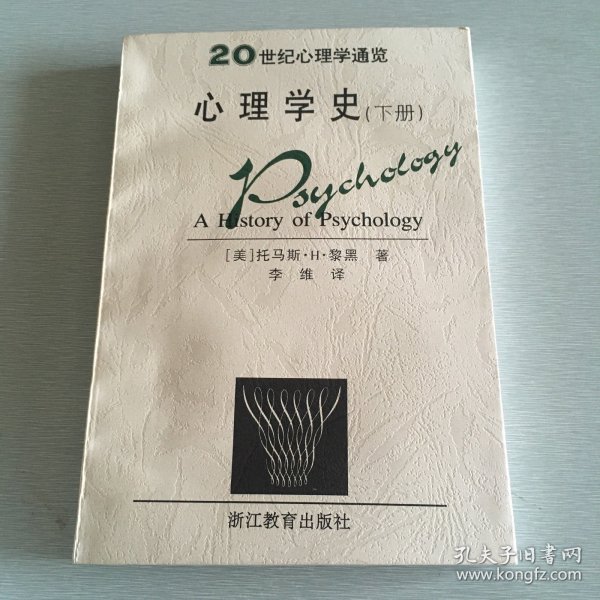 20世纪心理学通览
心理学史(下册)
Psychology
A History of Psychology
[美]托马斯·H·黎黑 著
李 维 译
浙江教育出版社
孔夫子旧书网
www.kongfz.com